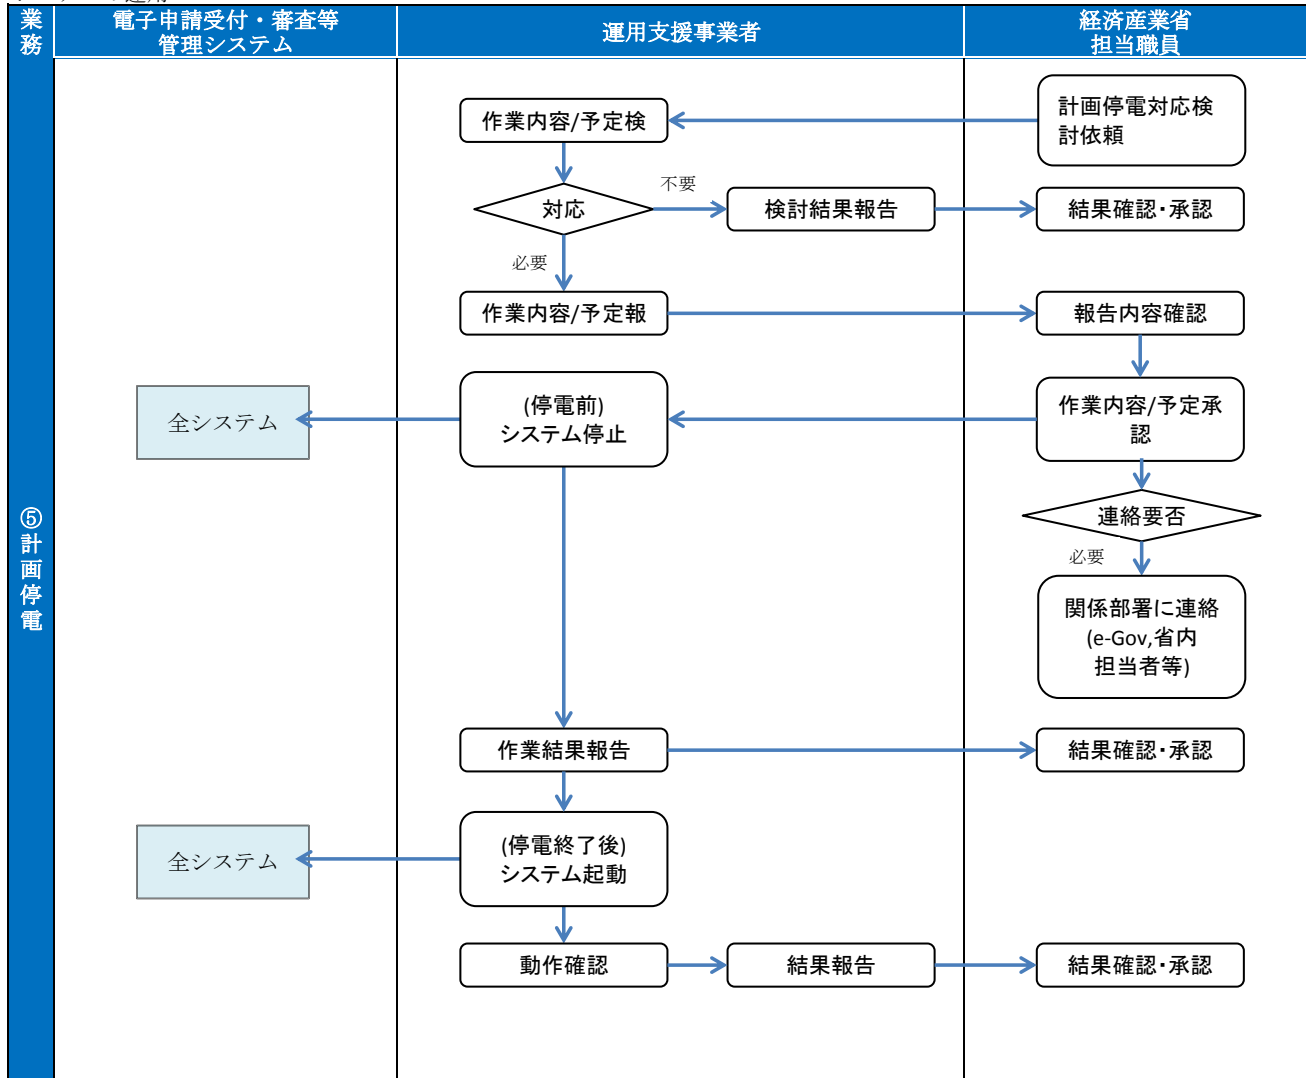 業務
電子申請受付・審査等
管理システム
運用支援事業者
経済産業省
担当職員
⑤計画停電
計画停電対応検
討依頼
作業内容/予定検
対応
不要
検討結果報告
結果確認・承認
必要
作業内容/予定報
報告内容確認
全システム
(停電前)
システム停止
作業内容/予定承
認
連絡要否
必要
関係部署に連絡
(e-Gov,省内
担当者等)
作業結果報告
結果確認・承認
全システム
(停電終了後)
システム起動
動作確認
結果報告
結果確認・承認